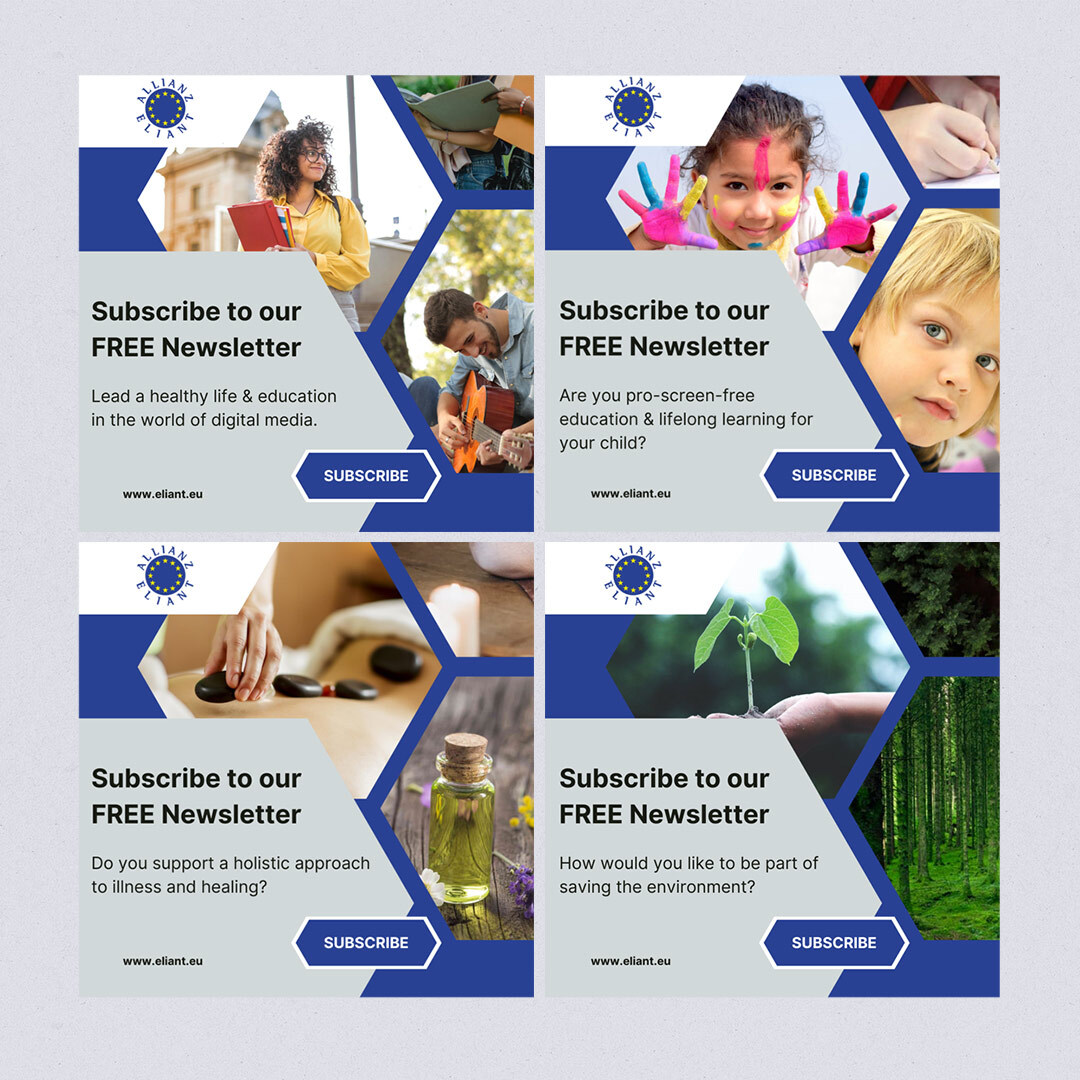 ALLIANZ
ELIANT
Subscribe to our
FREE Newsletter
Lead a healthy life & education
in the world of digital media.
SUBSCRIBE
www.eliant.eu
ALLIANZ
ELIANT
Subscribe to our
FREE Newsletter
Are you pro-screen-free
education & lifelong learning for
your child?
SUBSCRIBE
www.eliant.eu
ALLIANZ
ELIANT
Subscribe to our
FREE Newsletter
Do you support a holistic approach
to illness and healing?
SUBSCRIBE
www.eliant.eu
ALLIANZ
ELIANT
Subscribe to our
FREE Newsletter
How would you like to be part of
saving the environment?
SUBSCRIBE
www.eliant.eu